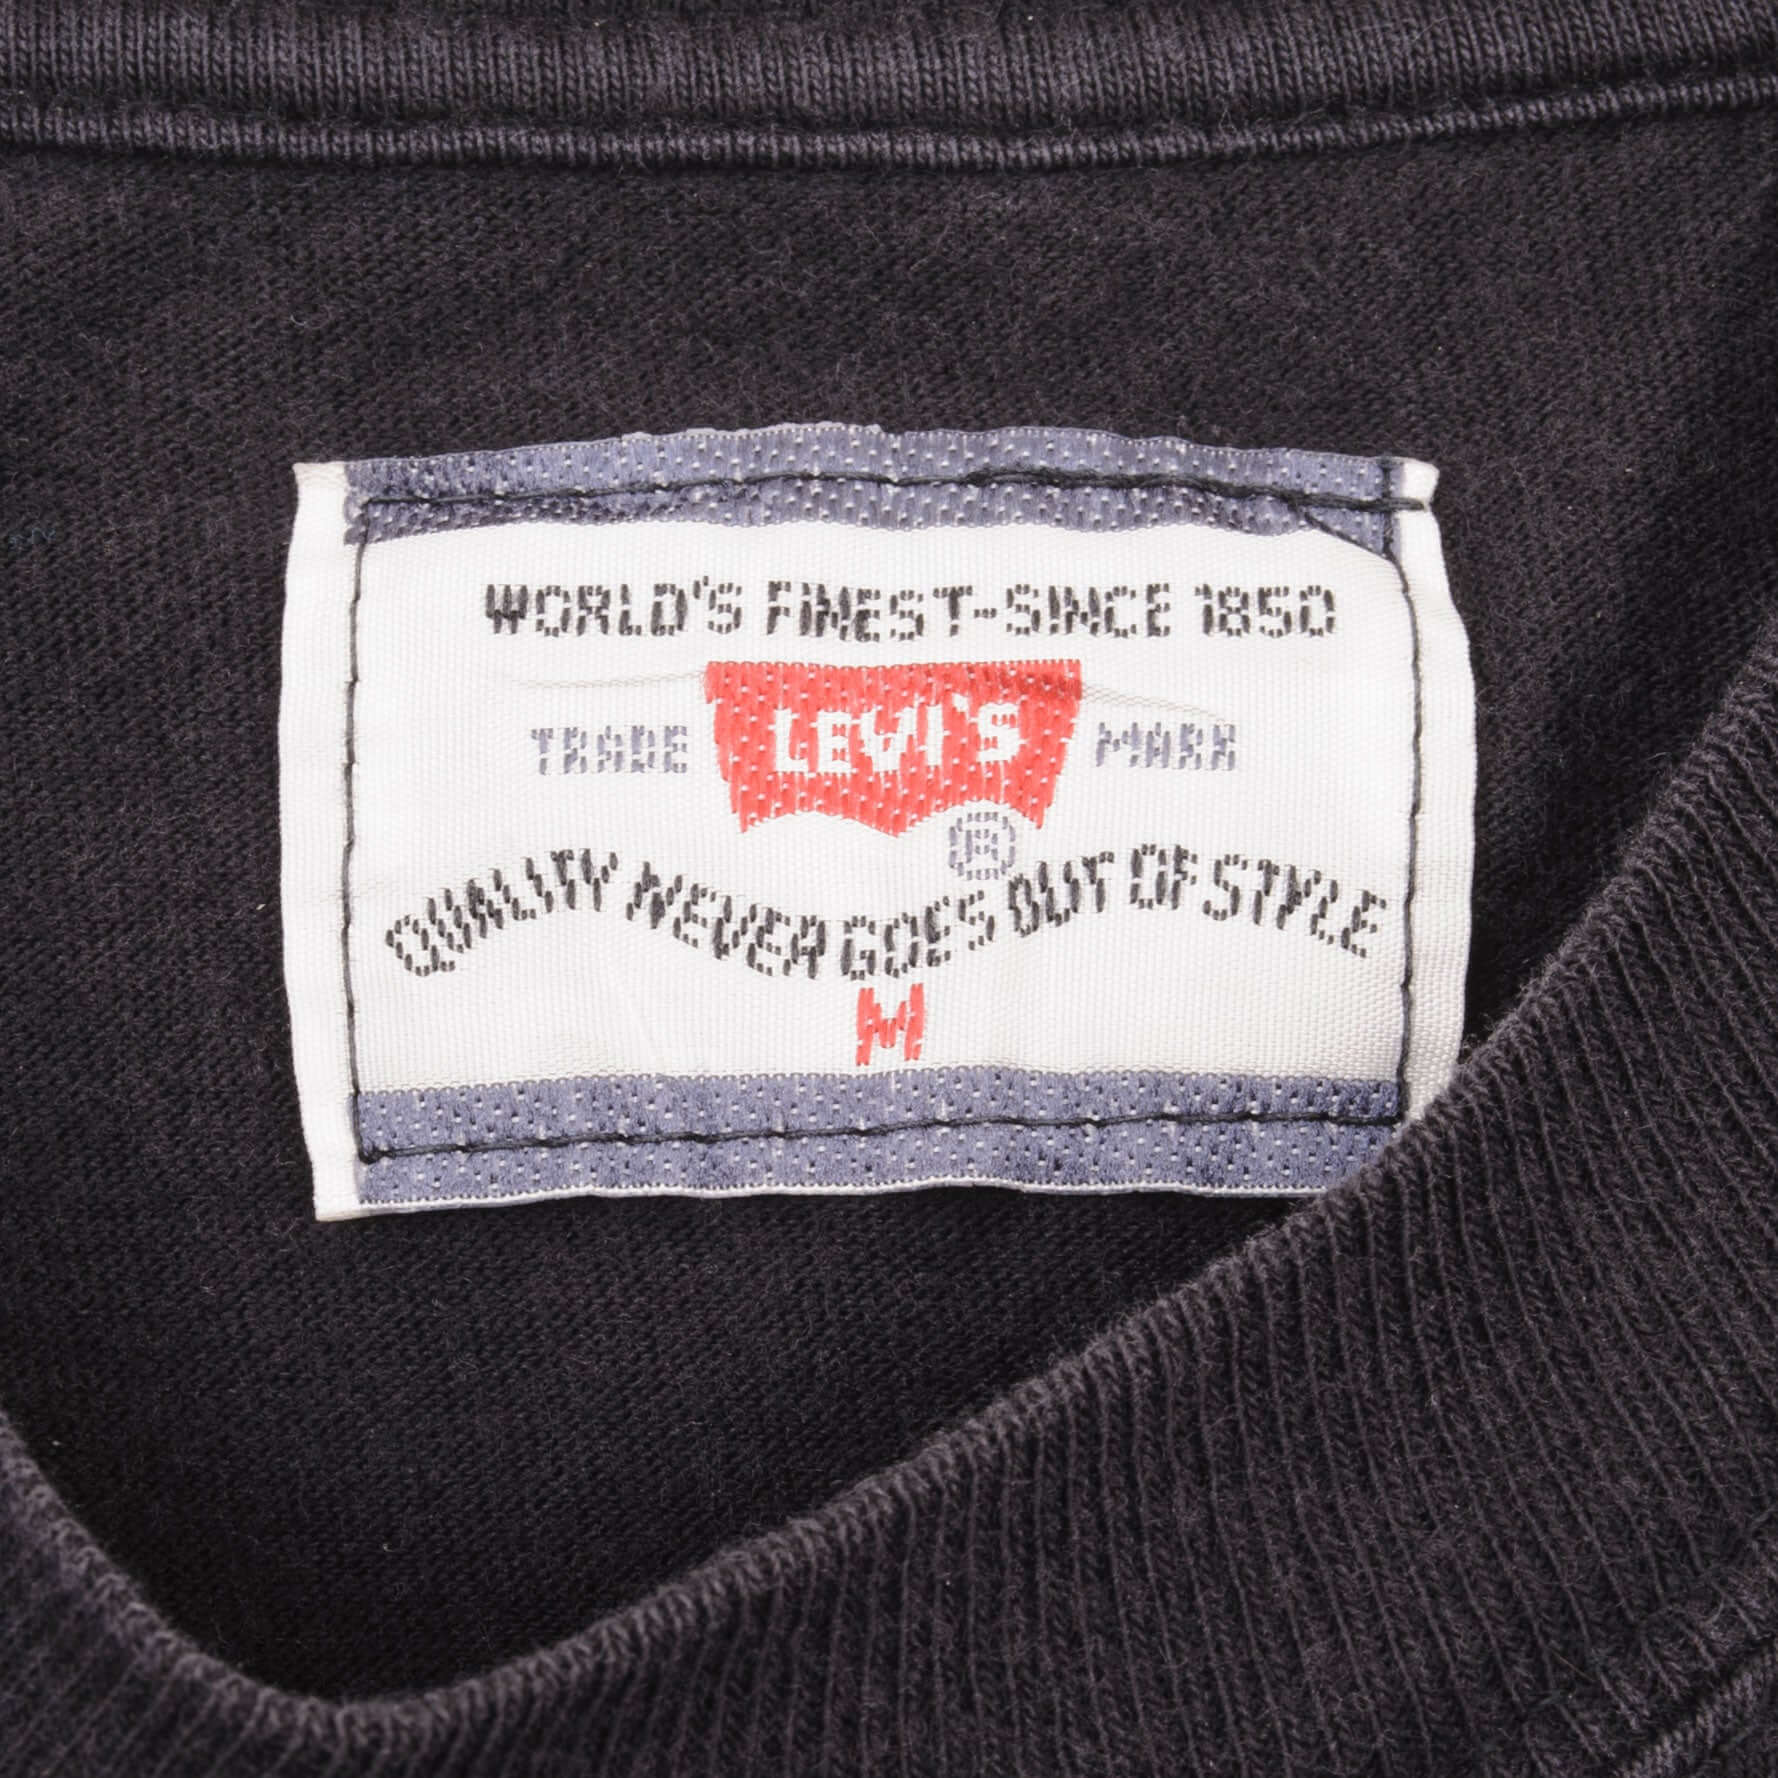 WORLD'S FINEST-SINCE 1850
TRADE LEVI'S MARK
®
QUALITY NEVER GOES OUT OF STYLE
M